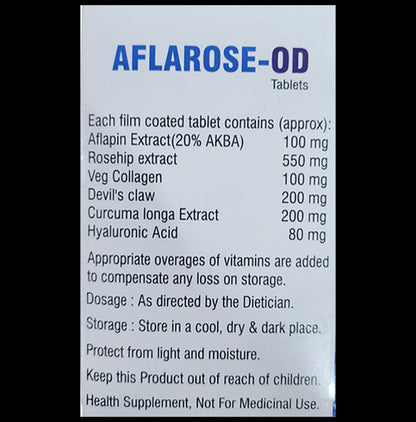 AFLAROSE-OD
Tablets
Each film coated tablet contains (approx):
Aflapin Extract(20% AKBA) 100 mg
Rosehip extract 550 mg
Veg Collagen 100 mg
Devil's claw 200 mg
Curcuma longa Extract 200 mg
Hyaluronic Acid 80 mg
Appropriate overages of vitamins are added
to compensate any loss on storage.
Dosage : As directed by the Dietician.
Storage : Store in a cool, dry & dark place.
Protect from light and moisture.
Keep this Product out of reach of children.
Health Supplement, Not For Medicinal Use.